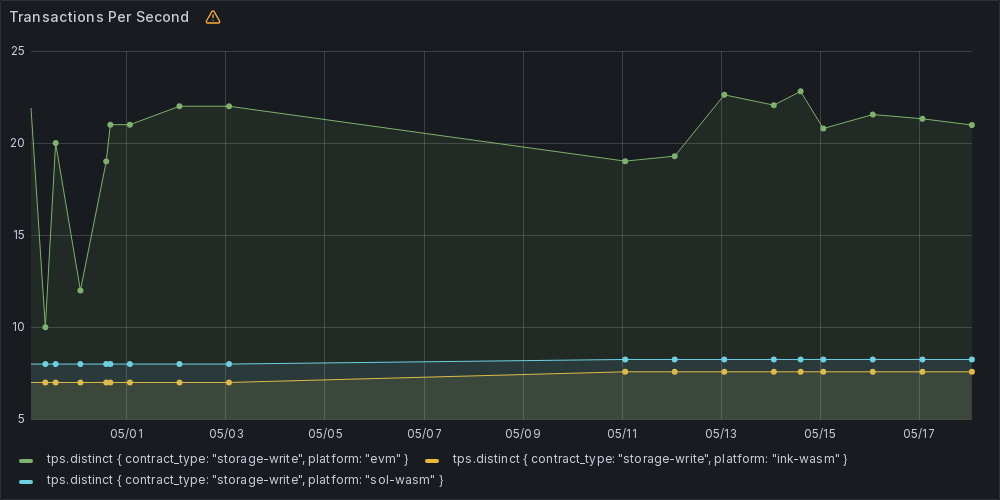 Transactions Per Second
25
20
15
10
5
05/01 05/03 05/05 05/07 05/09 05/11 05/13 05/15 05/17
tps.distinct { contract_type: "storage-write", platform: "evm" } tps.distinct { contract_type: "storage-write", platform: "ink-wasm" }
tps.distinct { contract_type: "storage-write", platform: "sol-wasm" }